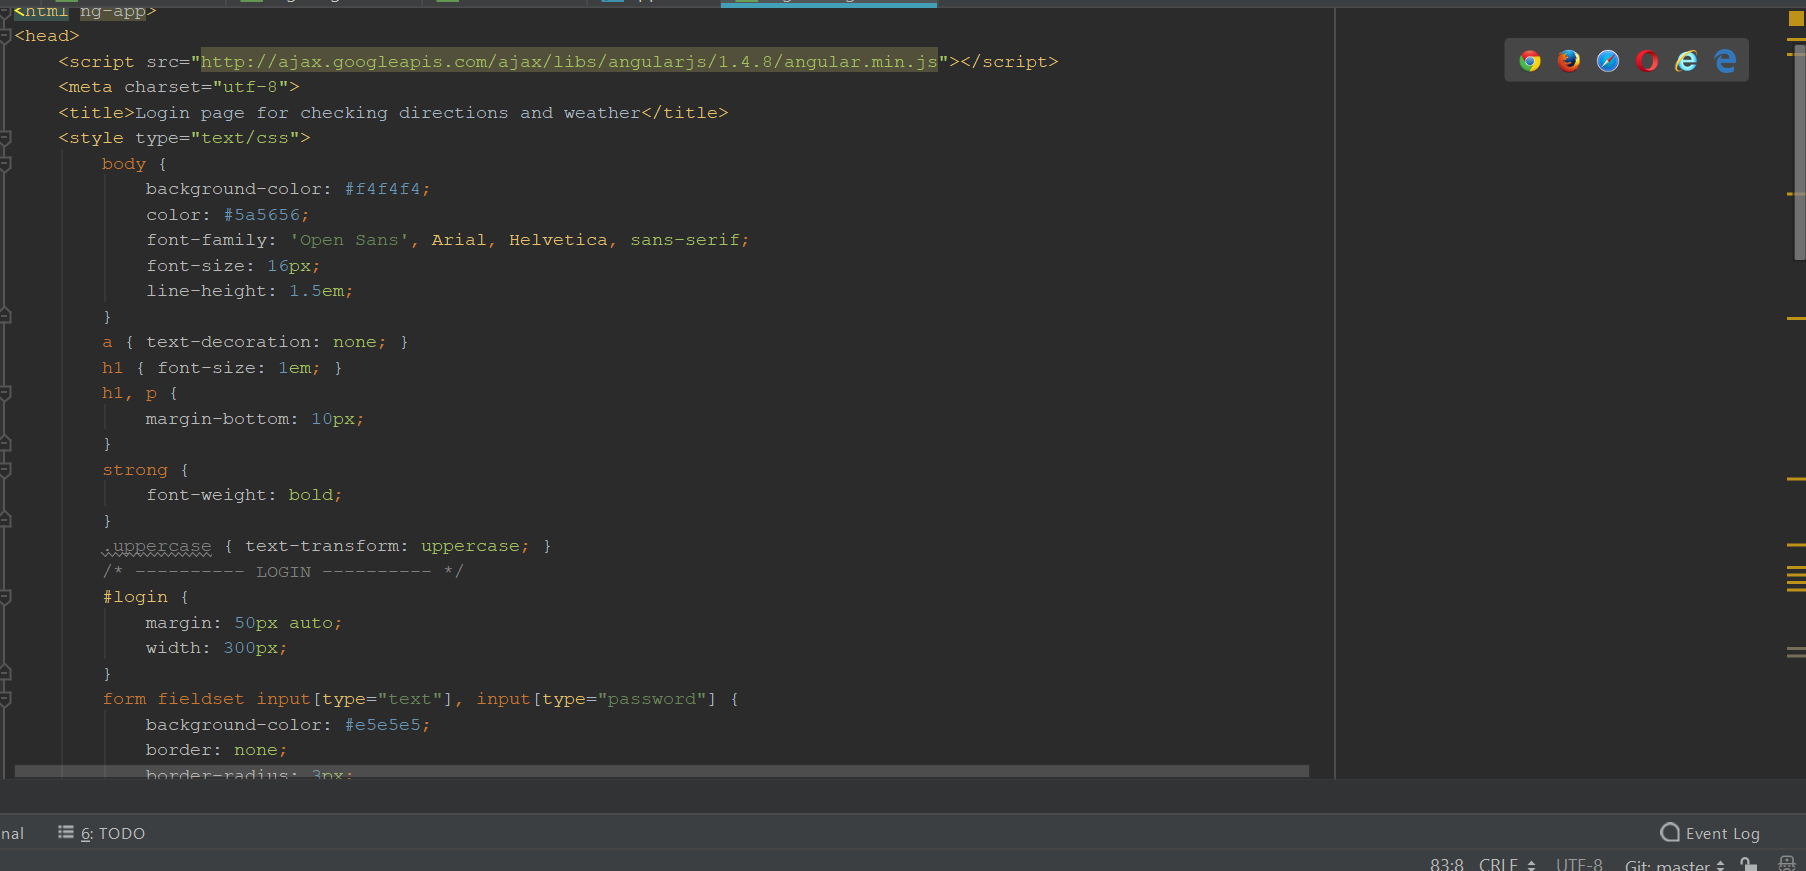 <html ng-app>
<head>
<script src="http://ajax.googleapis.com/ajax/libs/angularjs/1.4.8/angular.min.js"></script>
<meta charset="utf-8">
<title>Login page for checking directions and weather</title>
<style type="text/css">
body {
background-color: #f4f4f4;
color: #5a5656;
font-family: 'Open Sans', Arial, Helvetica, sans-serif;
font-size: 16px;
line-height: 1.5em;
}
a { text-decoration: none; }
h1 { font-size: 1em; }
h1, p {
margin-bottom: 10px;
}
strong {
font-weight: bold;
}
.uppercase { text-transform: uppercase; }
/* ---------- LOGIN ---------- */
#login {
margin: 50px auto;
width: 300px;
}
form fieldset input[type="text"], input[type="password"] {
background-color: #e5e5e5;
border: none;
border-radius: 3px;
nal 6: TODO Event Log
83:8 CRLF UTF-8 Git: master